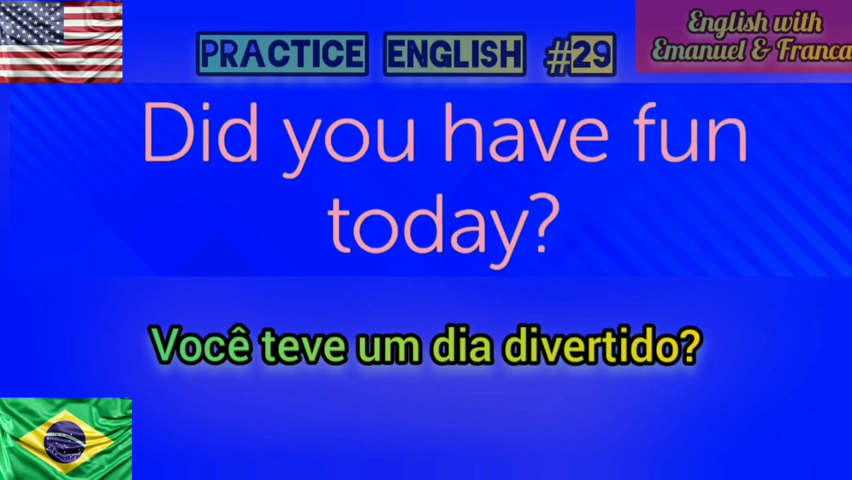 English with
Emanuel & Franca
PRACTICE ENGLISH #29
Did you have fun
today?
Você teve um dia divertido?